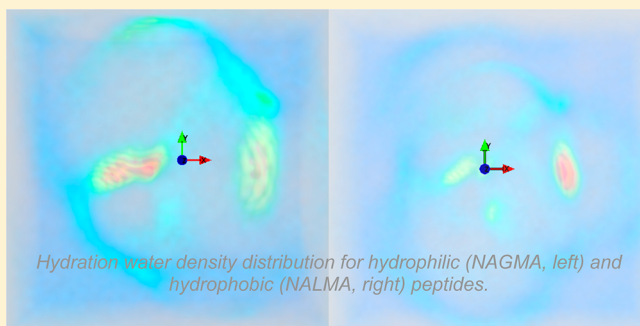 Y
X
Y
X
Hydration water density distribution for hydrophilic (NAGMA, left) and
hydrophobic (NALMA, right) peptides.